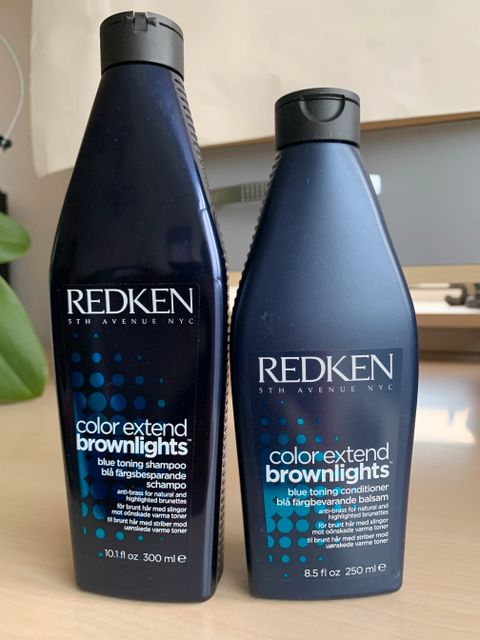 REDKEN
5TH AVENUE NYC
color extend
brownlights™
blue toning shampoo
blå färgsbesparande
schampo
anti-brass for natural and
highlighted brunettes
för brunt hår med slingor
mot oönskade varma toner
til brunt hår med striber mod
uønskede varme toner
10.1 fl oz 300 ml e
REDKEN
5TH AVENUE NYC
color extend
brownlights™
blue toning conditioner
blå färgbevarande balsam
anti-brass for natural and
highlighted brunettes
för brunt hår med slingor
mot oönskade varma toner
til brunt hår med striber mod
uønskede varme toner
8.5 fl oz 250 ml e